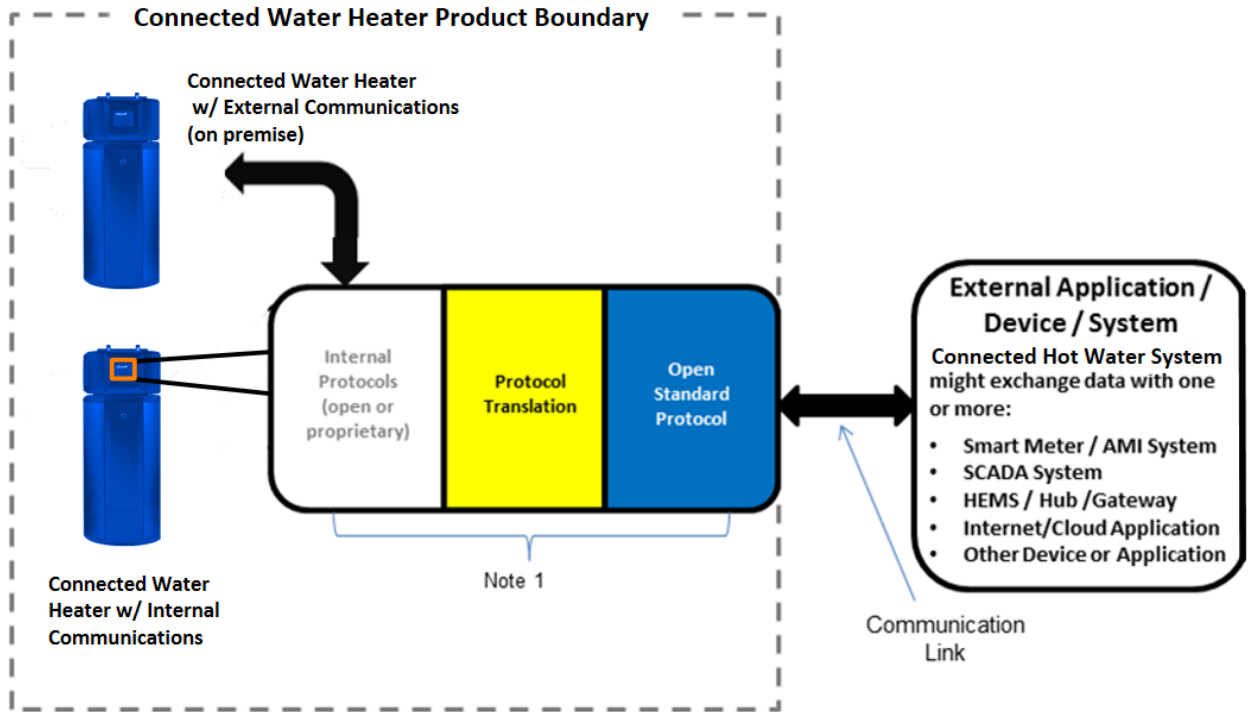 Connected Water Heater Product Boundary
Connected Water Heater
w/ External Communications
(on premise)
Internal
Protocols
(open or
proprietary)
Protocol
Translation
Open
Standard
Protocol
External Application /
Device / System
Connected Hot Water System
might exchange data with one
or more:
• Smart Meter / AMI System
• SCADA System
• HEMS / Hub /Gateway
• Internet/Cloud Application
• Other Device or Application
Note 1
Connected Water
Heater w/ Internal
Communications
Communication
Link